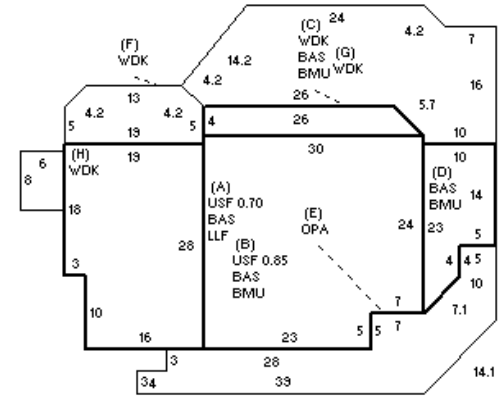 24
(C)
WDK
BAS
BMU
(G)
WDK
4.2
7
(F)
WDK
14.2
4.2
16
13
4.2
4.2
5
5
19
26
26
4
5.7
10
30
10
6
8
(H)
WDK
19
18
(A)
USF 0.70
BAS
LLF
(B)
USF 0.85
BAS
BMU
(E)
OPA
(D)
BAS
BMU
14
24
23
28
5
4
4
5
10
3
10
7
7
7.1
5
5
16
23
3
28
34
39
14.1